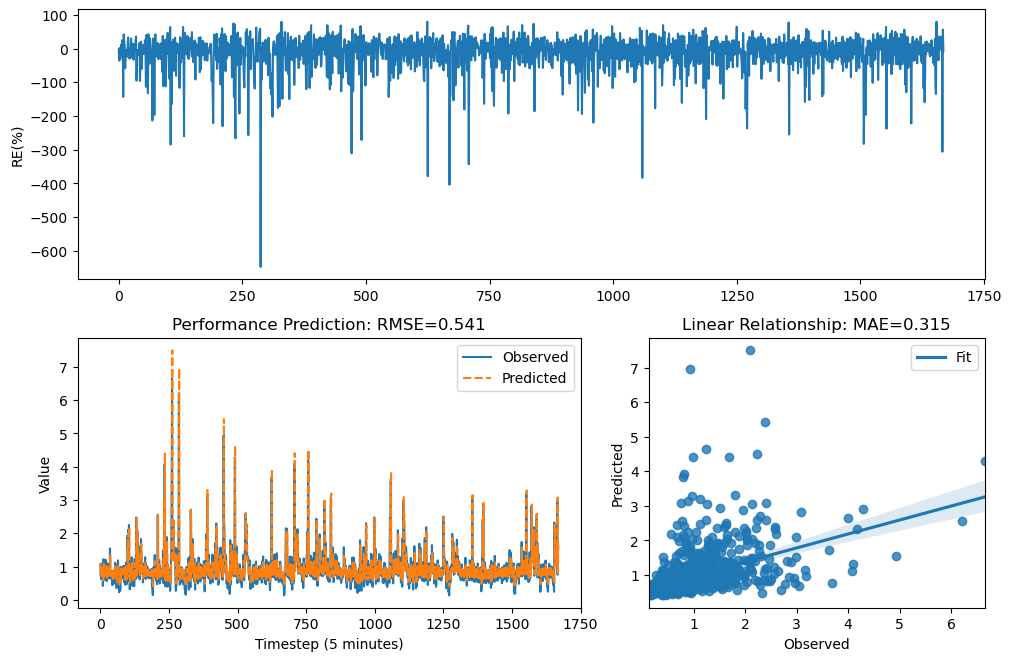 100
0
−100
−200
−300
−400
−500
−600
RE(%)
0 250 500 750 1000 1250 1500 1750
Performance Prediction: RMSE=0.541
Observed
Predicted
7
6
5
4
3
2
1
0
Value
0 250 500 750 1000 1250 1500 1750
Timestep (5 minutes)
Linear Relationship: MAE=0.315
Fit
7
6
5
4
3
2
1
Predicted
1 2 3 4 5 6
Observed